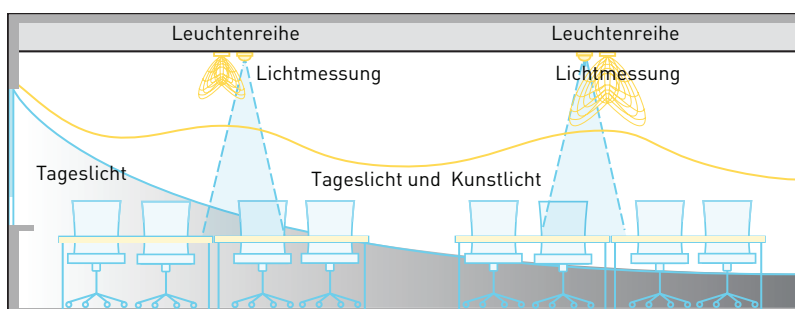 Leuchtenreihe
Leuchtenreihe
Lichtmessung
Lichtmessung
Tageslicht
Tageslicht und Kunstlicht